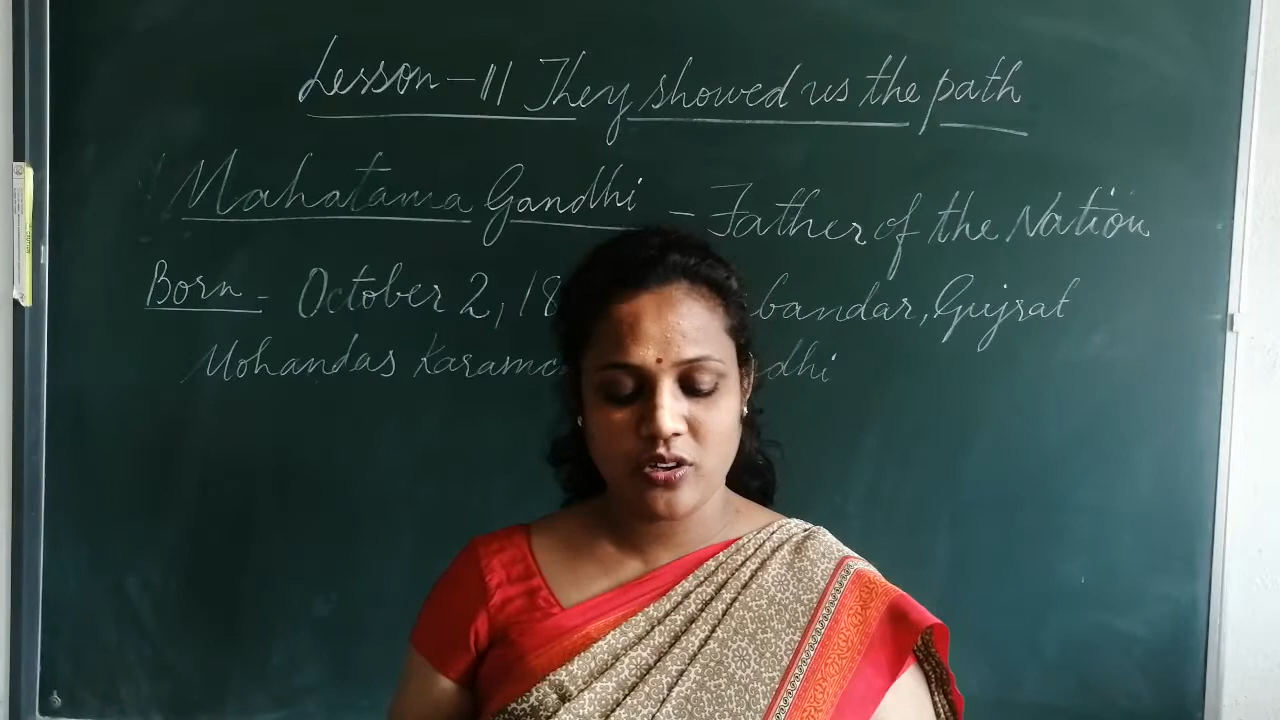 Lesson-111 They showed us the path
Mahatama Gandhi - Father of the Nation
Born - October 2, 18 bandar, Gujrat
Mohandas Karamc dhi